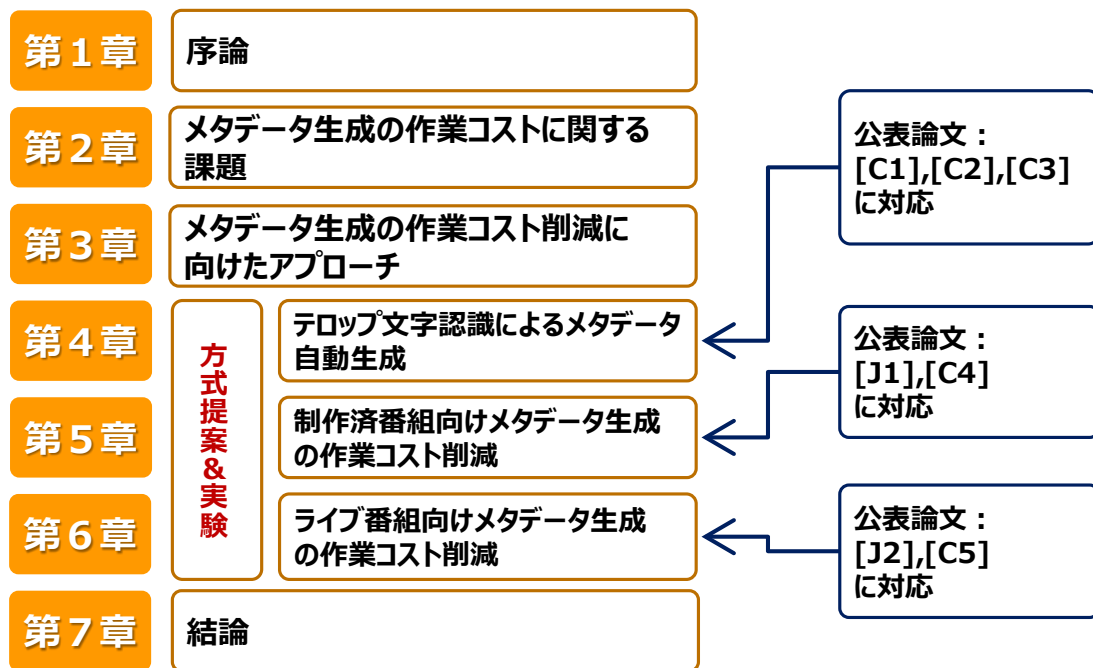 第1章
序論
第2章
メタデータ生成の作業コストに関する
課題
第3章
メタデータ生成の作業コスト削減に
向けたアプローチ
方式提案&実験
第4章
テロップ文字認識によるメタデータ
自動生成
第5章
制作済番組向けメタデータ生成
の作業コスト削減
第6章
ライブ番組向けメタデータ生成
の作業コスト削減
第7章
結論
公表論文：
[C1],[C2],[C3]
に対応
公表論文：
[J1],[C4]
に対応
公表論文：
[J2],[C5]
に対応